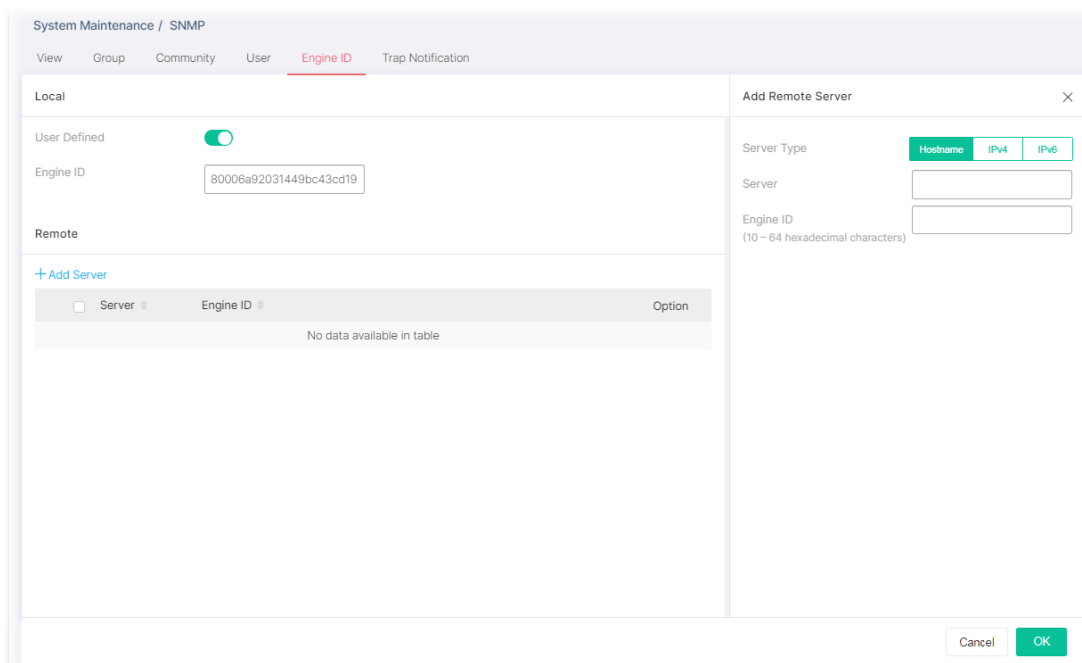 System Maintenance / SNMP
View Group Community User Engine ID Trap Notification
Local
User Defined
Engine ID 80006a92031449bc43cd19
Remote
+Add Server
Server Engine ID Option
No data available in table
Add Remote Server
Server Type Hostname IPv4 IPv6
Server
Engine ID
(10 – 64 hexadecimal characters)
Cancel OK